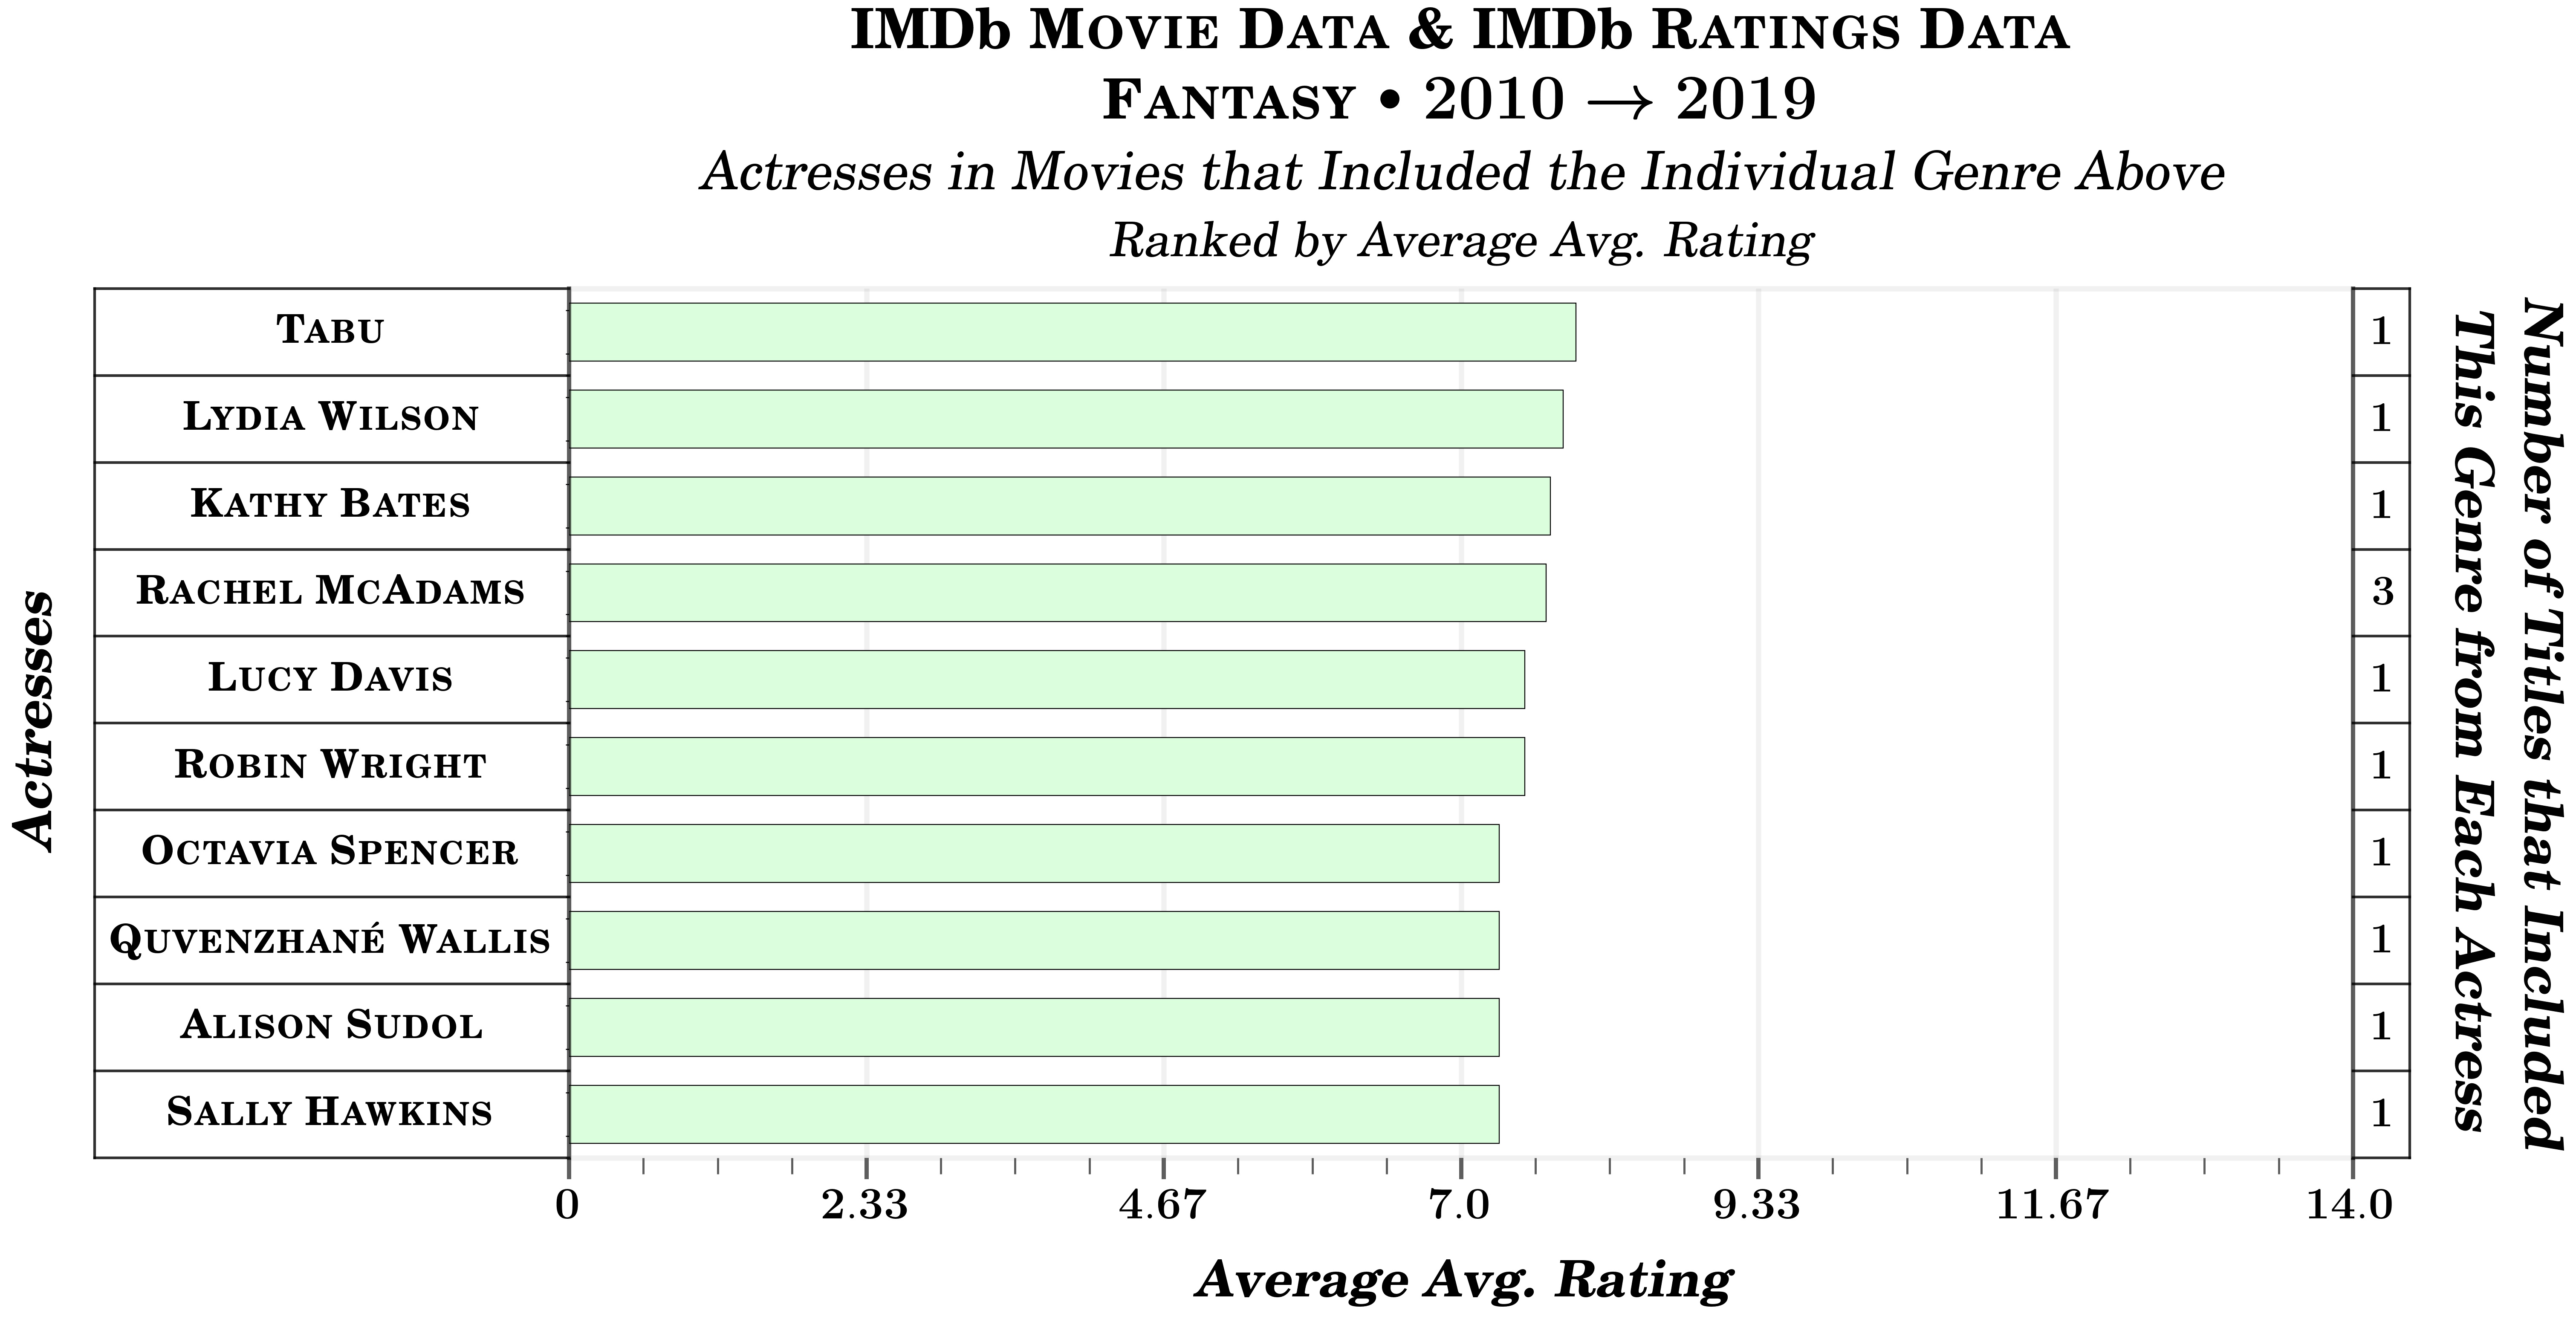 IMDb Movie Data & IMDb Ratings Data
Fantasy • 2010 → 2019
Actresses in Movies that Included the Individual Genre Above
Ranked by Average Avg. Rating
Actresses
Tabu 1
Lydia Wilson 1
Kathy Bates 1
Rachel McAdams 3
Lucy Davis 1
Robin Wright 1
Octavia Spencer 1
Quvenzhané Wallis 1
Alison Sudol 1
Sally Hawkins 1
Number of Titles that Included
This Genre from Each Actress
0 2.33 4.67 7.0 9.33 11.67 14.0
Average Avg. Rating